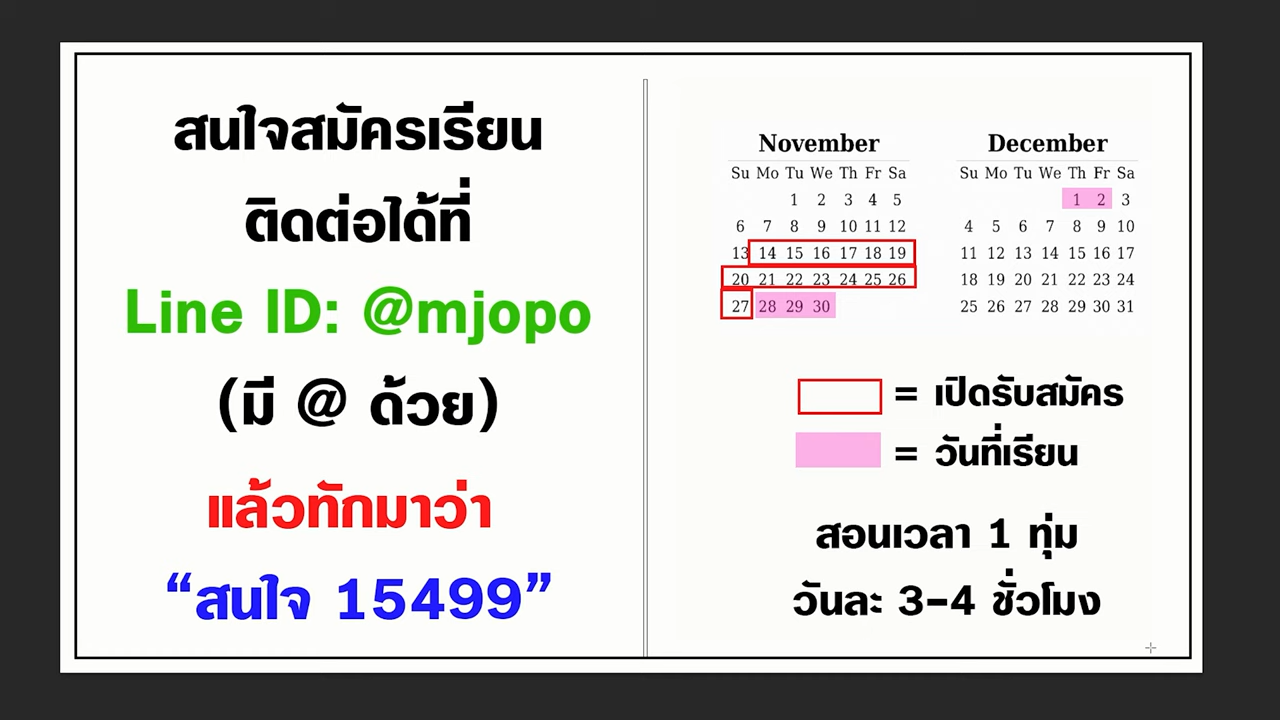 สนใจสมัครเรียน
ติดต่อได้ที่
Line ID: @mjopo
(มี @ ด้วย)
แล้วทักมาว่า
“สนใจ 15499”
November
Su Mo Tu We Th Fr Sa
1 2 3 4 5
6 7 8 9 10 11 12
13 14 15 16 17 18 19
20 21 22 23 24 25 26
27 28 29 30
December
Su Mo Tu We Th Fr Sa
1 2 3
4 5 6 7 8 9 10
11 12 13 14 15 16 17
18 19 20 21 22 23 24
25 26 27 28 29 30 31
= เปิดรับสมัคร
= วันที่เรียน
สอนเวลา 1 ทุ่ม
วันละ 3-4 ชั่วโมง